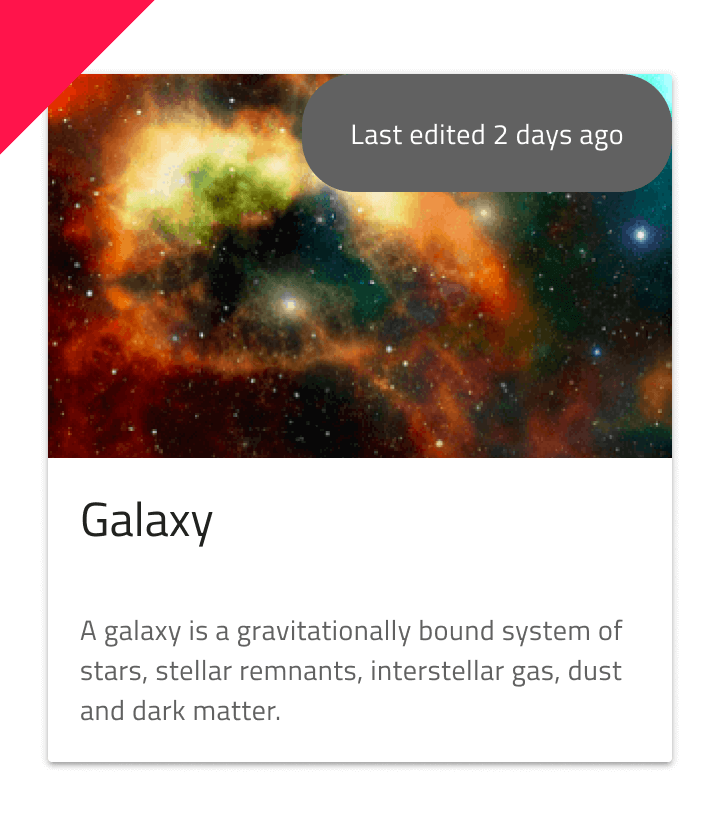 Last edited 2 days ago
Galaxy
A galaxy is a gravitationally bound system of
stars, stellar remnants, interstellar gas, dust
and dark matter.